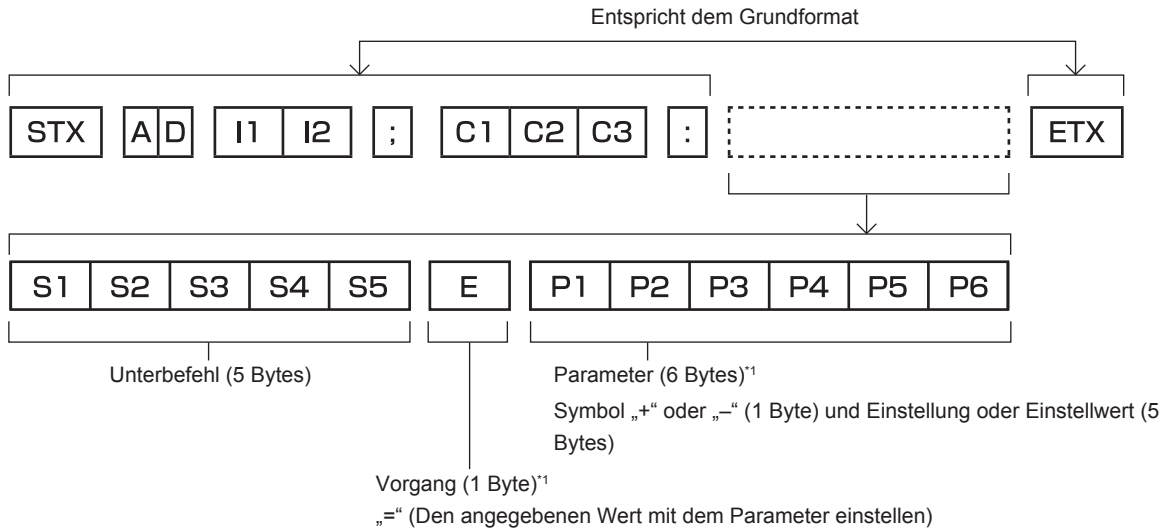 Entspricht dem Grundformat
STX AD I1 I2 ; C1 C2 C3 : ETX
S1 S2 S3 S4 S5 E P1 P2 P3 P4 P5 P6
Unterbefehl (5 Bytes)
Parameter (6 Bytes)*1
Symbol „+“ oder „–“ (1 Byte) und Einstellung oder Einstellwert (5
Bytes)
Vorgang (1 Byte)*1
„=“ (Den angegebenen Wert mit dem Parameter einstellen)